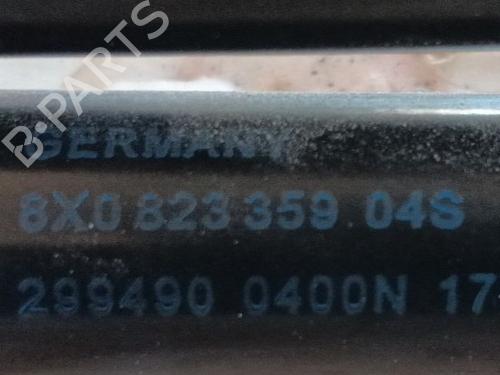 B-PARTS
GERMANY
8X0 823 359 04S
299490 0400N 17